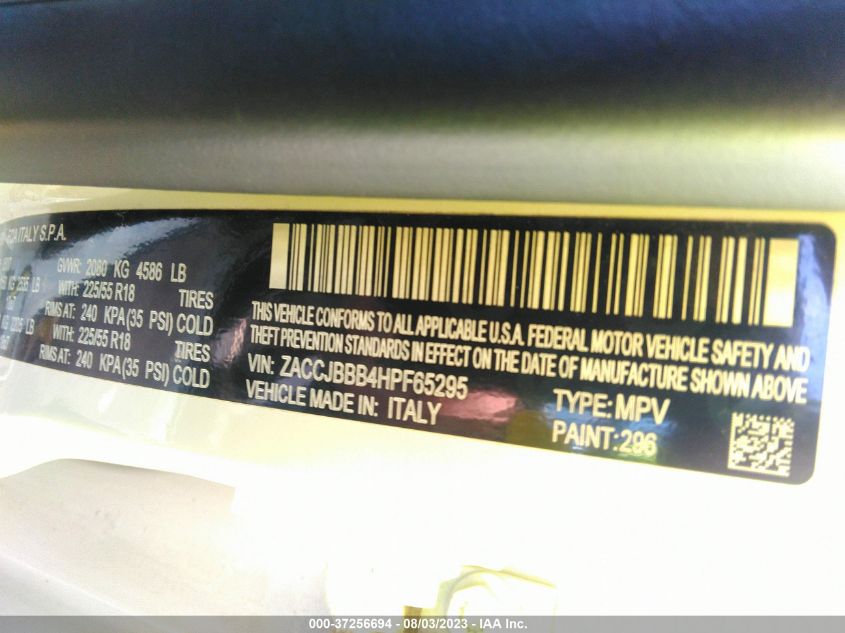 ITALY S.P.A.
GVWR: 2080 KG 4586 LB
WITH: 225/55 R18 TIRES
RIMS AT: 240 KPA(35 PSI) COLD
LB WITH: 225/55 R18 TIRES
RIMS AT: 240 KPA(35 PSI) COLD
THIS VEHICLE CONFORMS TO ALL APPLICABLE U.S.A. FEDERAL MOTOR VEHICLE SAFETY AND
THEFT PREVENTION STANDARDS IN EFFECT ON THE DATE OF MANUFACTURE SHOWN ABOVE
VIN: ZACCJBBB4HPF65295
VEHICLE MADE IN: ITALY
TYPE: MPV
PAINT: 296
000-37256694 - 08/03/2023 - IAA Inc.